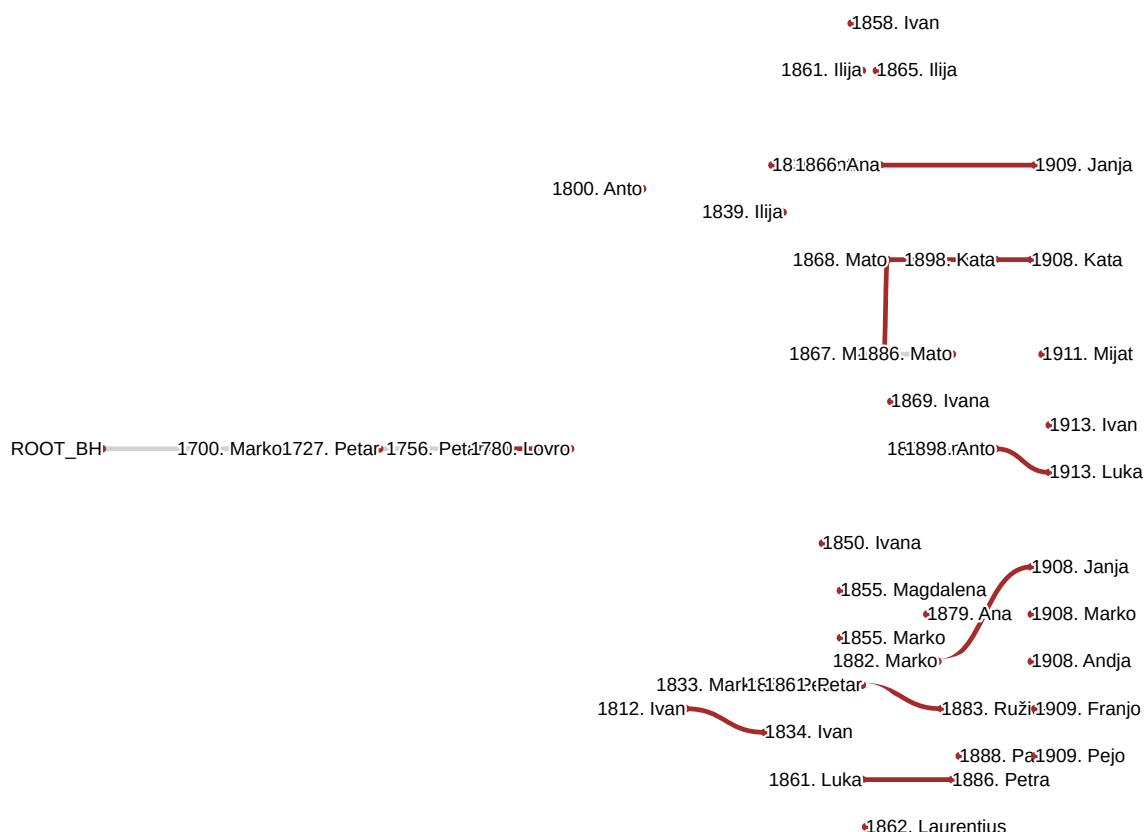 1858. Ivan
1861. Ilija
1865. Ilija
1866.
Ana
1909. Janja
1800. Anto
1839. Ilija
1868. Mato
1898. Kata
1908. Kata
1867.
1886. Mato
1911. Mijat
1869. Ivana
1913. Ivan
ROOT_BH
1700. Marko
1727. Petar
1756.
1780. Lovro
1898.
Anto
1913. Luka
1850. Ivana
1908. Janja
1855. Magdalena
1879. Ana
1908. Marko
1855. Marko
1882. Marko
1908. Andja
1833.
1861.
Petar
1812. Ivan
1883.
1909. Franjo
1834. Ivan
1888.
1909. Pejo
1861. Luka
1886. Petra
1862. Laurentius